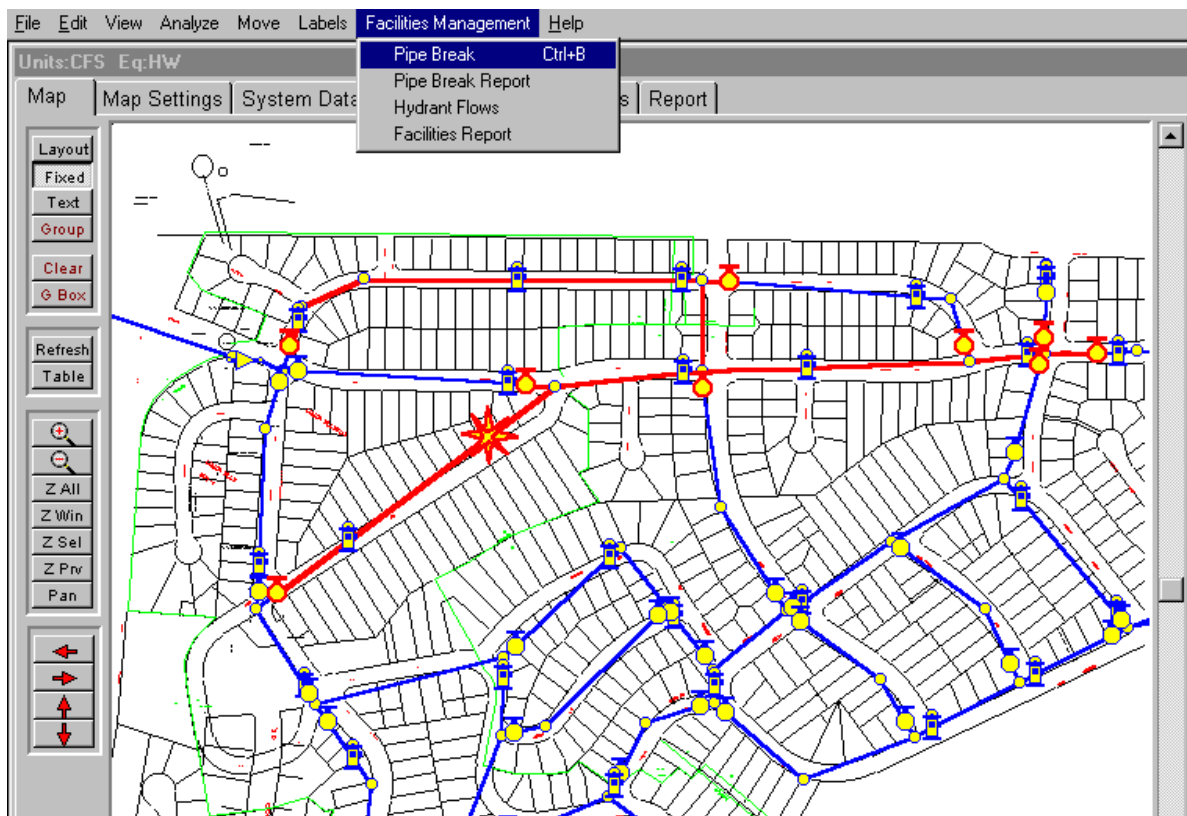 File Edit View Analyze Move Labels Facilities Management Help
Pipe Break Ctrl+B
Pipe Break Report
Hydrant Flows
Facilities Report
Units:CFS Eq:HW
Map Map Settings System Data Report
Layout
Fixed
Text
Group
Clear
G Box
Refresh
Table
Z All
Z Win
Z Sel
Z Prv
Pan